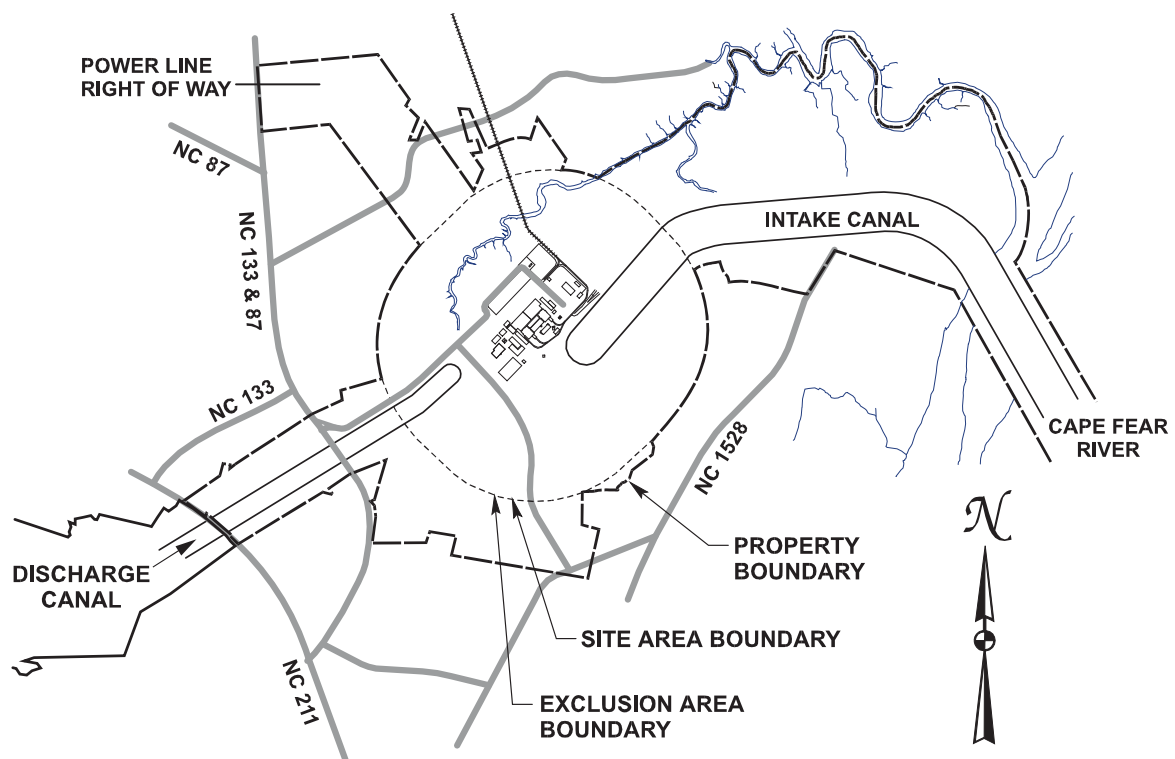 POWER LINE
RIGHT OF WAY
NC 87
NC 133 & 87
INTAKE CANAL
NC 133
CAPE FEAR
RIVER
NC 1528
N
PROPERTY
BOUNDARY
DISCHARGE
CANAL
SITE AREA BOUNDARY
NC 211
EXCLUSION AREA
BOUNDARY